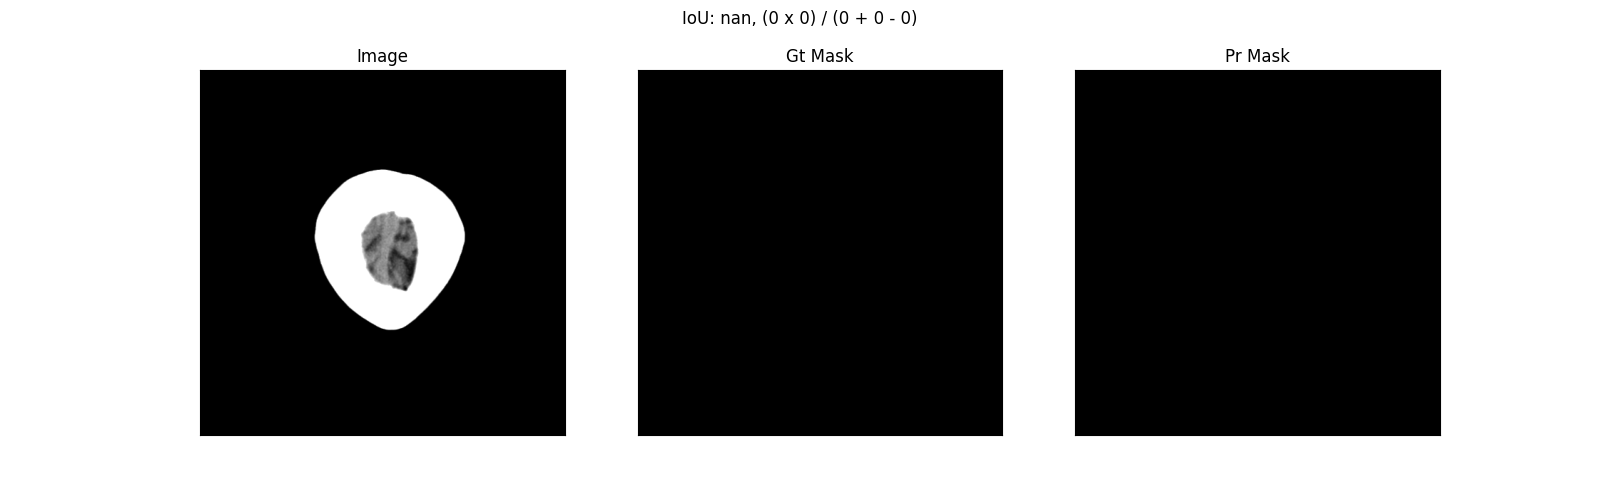 IoU: nan, (0 x 0) / (0 + 0 - 0)
Image
Gt Mask
Pr Mask